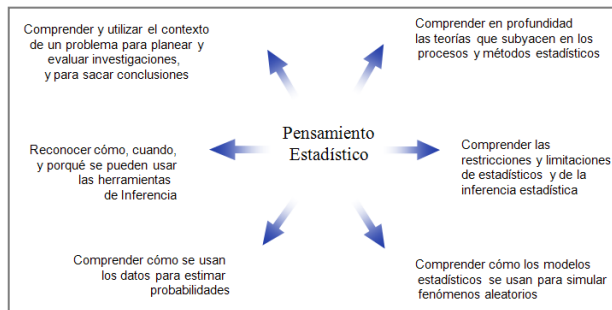 Comprender y utilizar el contexto
de un problema para planear y
evaluar investigaciones,
y para sacar conclusiones
Comprender en profundidad
las teorías que subyacen en los
procesos y métodos estadísticos
Pensamiento
Estadístico
Reconocer cómo, cuando,
y porqué se pueden usar
las herramientas
de Inferencia
Comprender las
restricciones y limitaciones
de estadísticos y de la
inferencia estadística
Comprender cómo se usan
los datos para estimar
probabilidades
Comprender cómo los modelos
estadísticos se usan para simular
fenómenos aleatorios